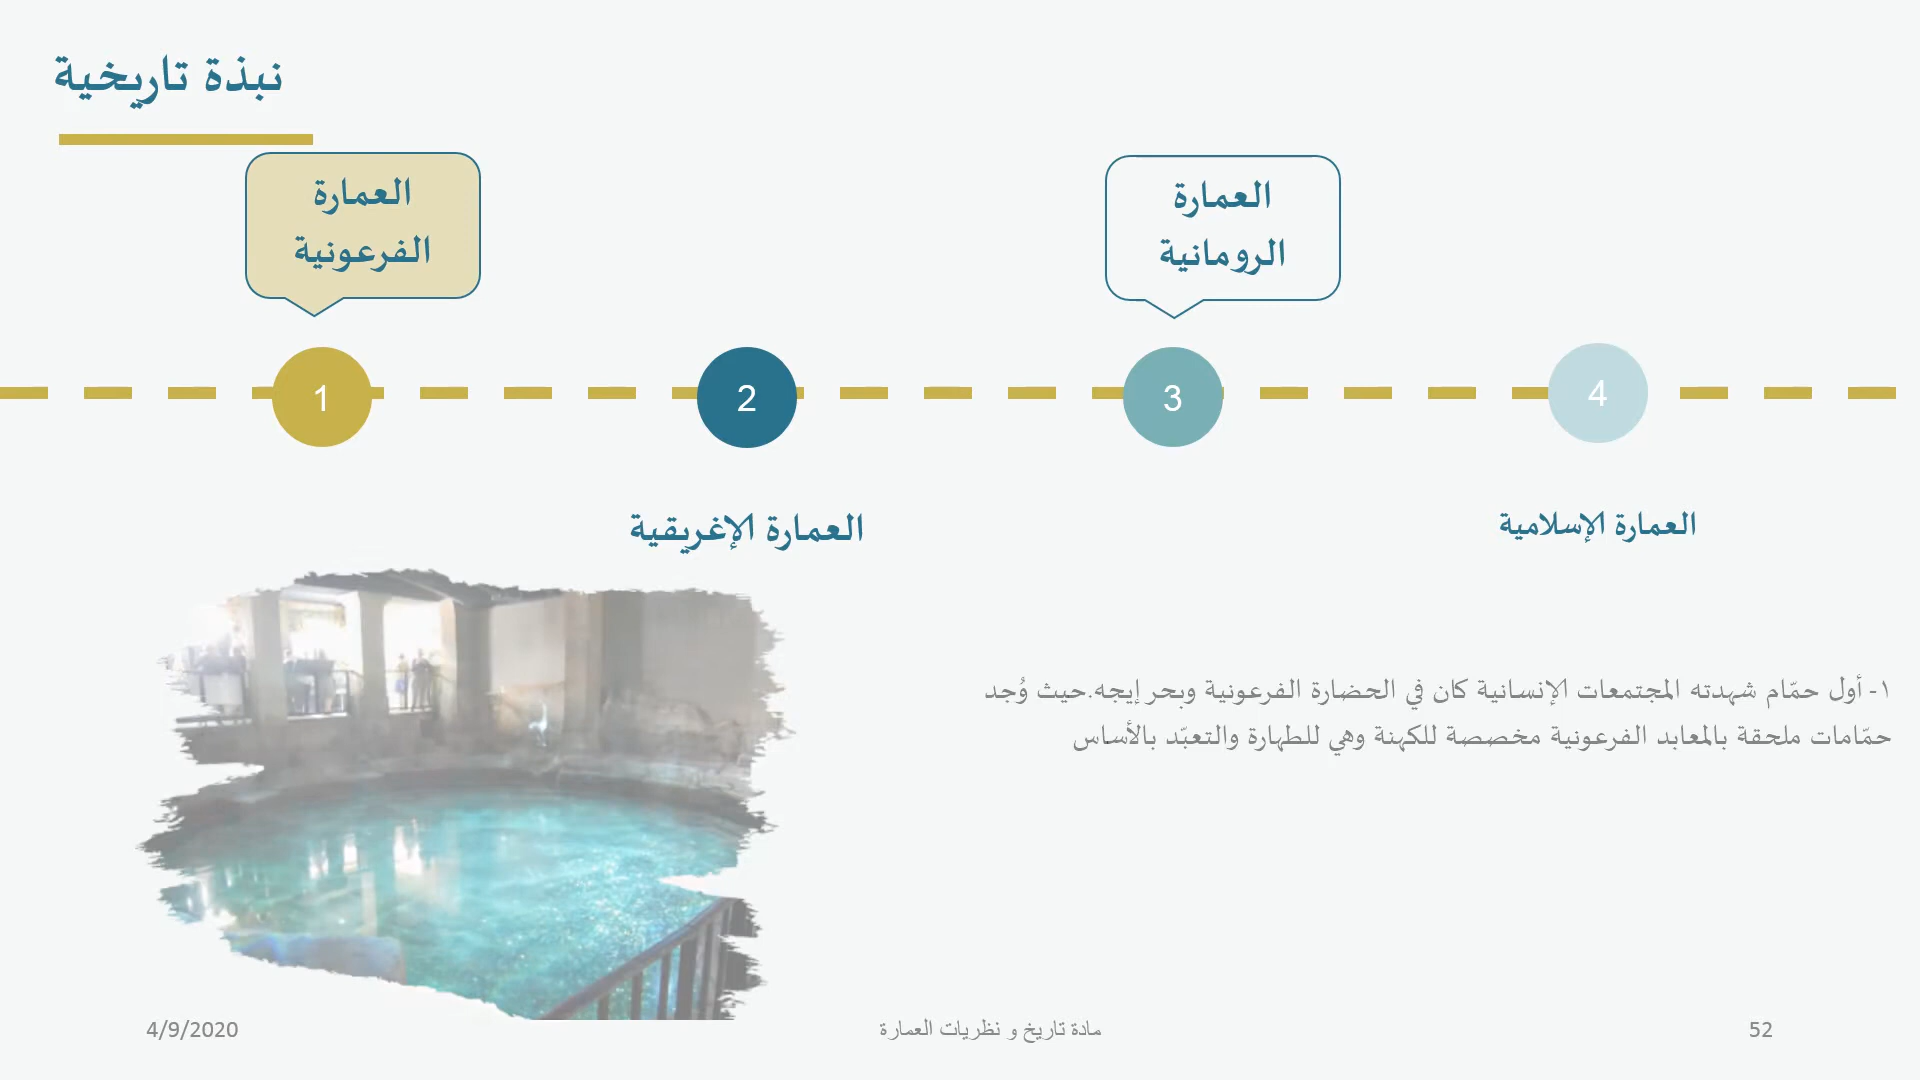 نبذة تاريخية
العمارة
الفرعونية
العمارة
الرومانية
1
2
3
4
العمارة الإغريقية
العمارة الإسلامية
١- أول حمّام شهدته المجتمعات الإنسانية كان في الحضارة الفرعونية وبحر إيجه.حيث وُجد
حمّامات ملحقة بالمعابد الفرعونية مخصصة للكهنة وهي للطهارة والتعبّد بالأساس
4/9/2020
مادة تاريخ و نظريات العمارة
52